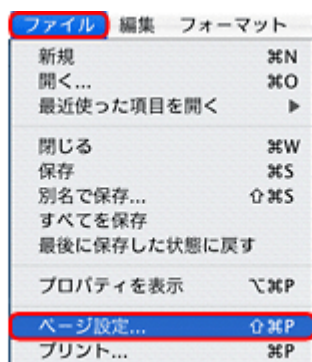 ファイル 編集 フォーマット
新規 ⌘N
開く... ⌘O
最近使った項目を開く ▶
閉じる ⌘W
保存 ⌘S
別名で保存... ⇧⌘S
すべてを保存
最後に保存した状態に戻す
プロパティを表示 ⌥⌘P
ページ設定... ⇧⌘P
プリント... ⌘P